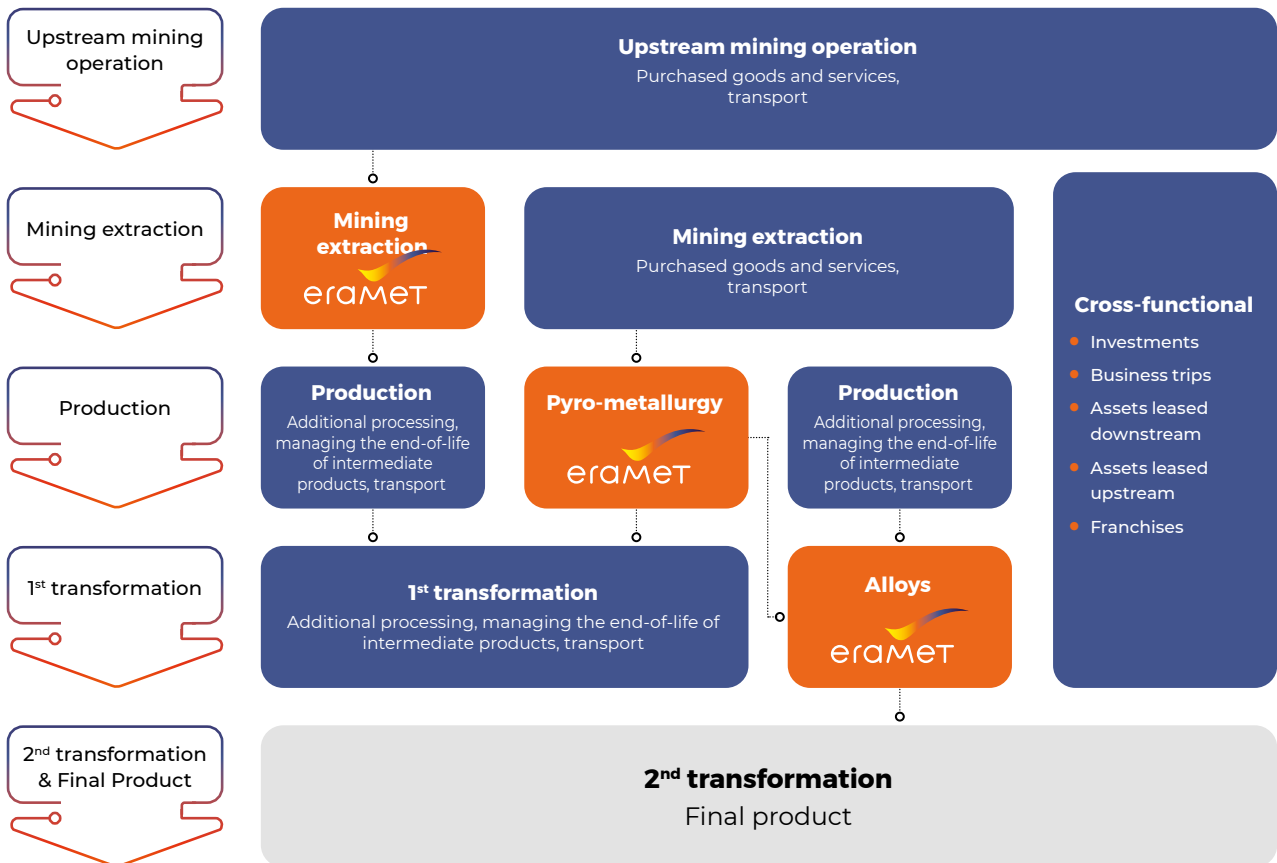 Upstream mining
operation
Upstream mining operation
Purchased goods and services,
transport
Mining extraction
Mining
extraction
eramet
Mining extraction
Purchased goods and services,
transport
Cross-functional
Investments
Business trips
Assets leased
downstream
Assets leased
upstream
Franchises
Production
Production
Additional processing,
managing the end-of-life
of intermediate
products, transport
Pyro-metallurgy
eramet
Production
Additional processing,
managing the end-of-life
of intermediate
products, transport
1st transformation
1st transformation
Additional processing, managing the end-of-life of
intermediate products, transport
Alloys
eramet
2nd transformation
& Final Product
2nd transformation
Final product